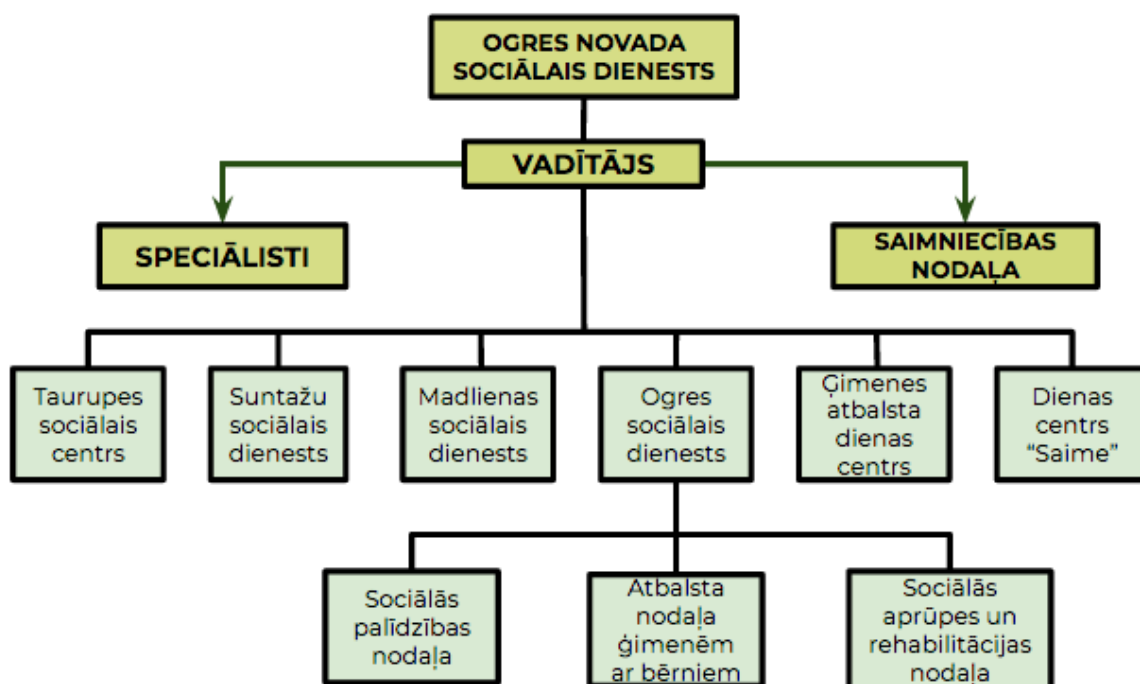 OGRES NOVADA
SOCIĀLAIS DIENESTS
VADĪTĀJS
SPECIĀLISTI
SAIMNIECĪBAS
NODAĻA
Taurupes
sociālais
centrs
Suntažu
sociālais
dienests
Madlienas
sociālais
dienests
Ogres
sociālais
dienests
Ģimenes
atbalsta
dienas
centrs
Dienas
centrs
“Saime”
Sociālās
palīdzības
nodaļa
Atbalsta
nodaļa
ģimenēm
ar bērniem
Sociālās
aprūpes un
rehabilitācijas
nodaļa